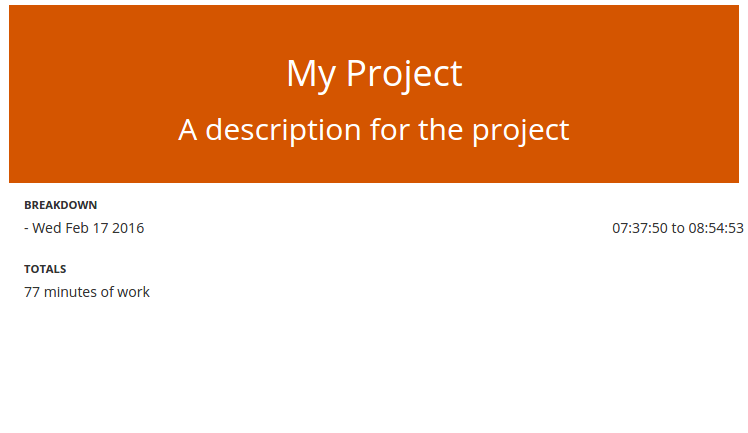 My Project
A description for the project
BREAKDOWN
- Wed Feb 17 2016 07:37:50 to 08:54:53
TOTALS
77 minutes of work